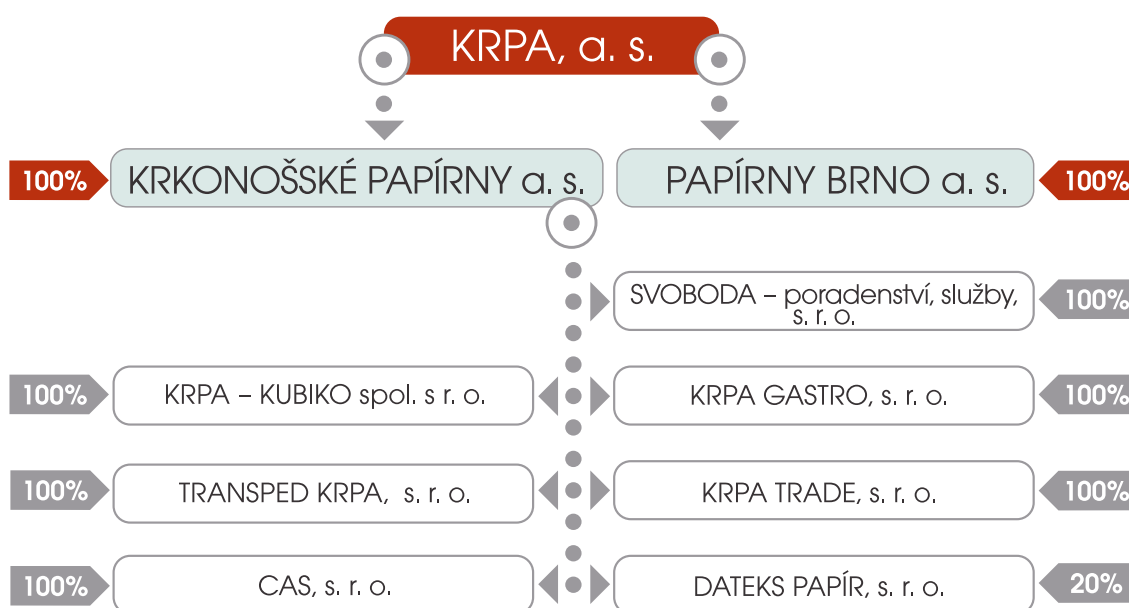 KRPA, a. s.
100% KRKONOŠSKÉ PAPÍRNY a. s. PAPÍRNY BRNO a. s. 100%
SVOBODA – poradenství, služby, 100%
s. r. o.
100% KRPA – KUBIKO spol. s r. o. KRPA GASTRO, s. r. o. 100%
100% TRANSPED KRPA, s. r. o. KRPA TRADE, s. r. o. 100%
100% CAS, s. r. o. DATEKS PAPÍR, s. r. o. 20%